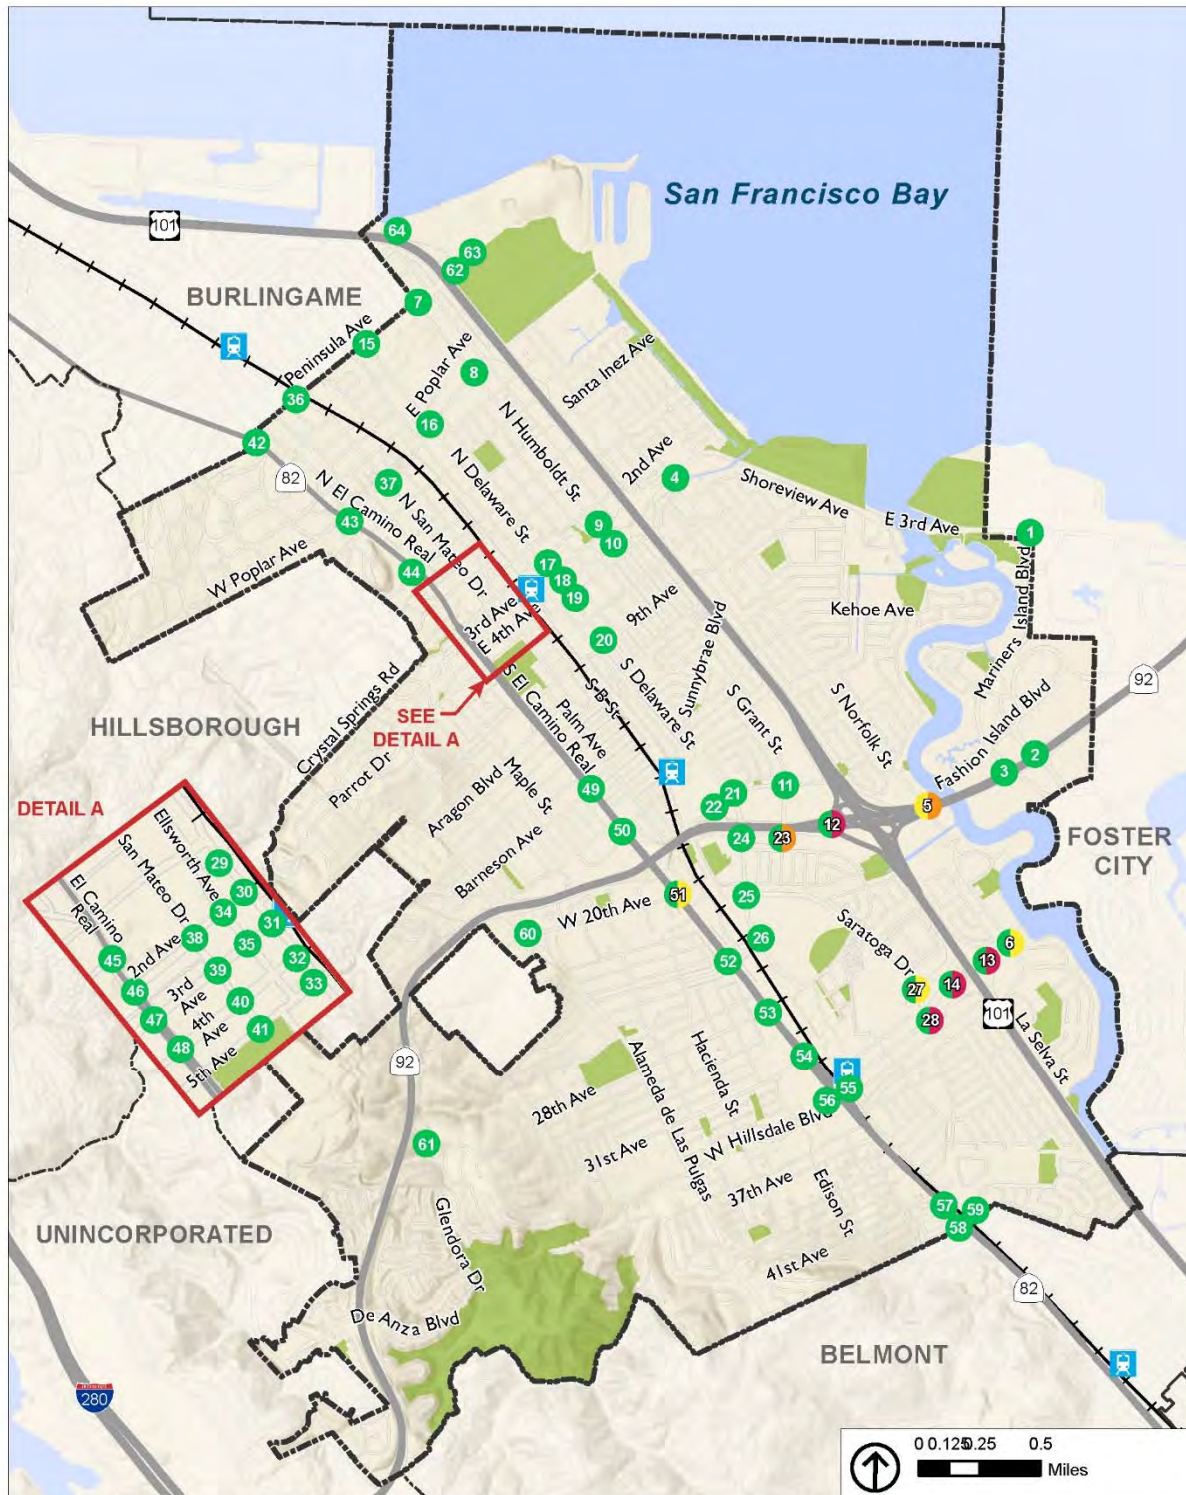 San Francisco Bay
101
64
63
62
BURLINGAME
7
Peninsula Ave
15
E Poplar Ave
8
Santa Inez Ave
36
16
N Humboldt St
42
82
N Delaware St
2nd Ave
4
Shoreview Ave
37
N El Camino Real
N San Mateo Dr
43
9
10
E 3rd Ave
1
W Poplar Ave
44
17
18
19
3rd Ave
E 4th Ave
9th Ave
Kehoe Ave
Mariners Island Blvd
20
Sunnybrae Blvd
S Delaware St
S B St
S Grant St
S Norfolk St
92
HILLSBOROUGH
Crystal Springs Rd
SEE
DETAIL A
S El Camino Real
Palm Ave
Fashion Island Blvd
2
3
Parrot Dr
Aragon Blvd
Maple St
Barneson Ave
49
50
22
21
11
5
12
24
23
FOSTER
CITY
DETAIL A
Ellsworth Ave
San Mateo Dr
El Camino
Real
29
30
34
31
2nd Ave
38
35
32
45
39
33
46
3rd
Ave
40
4th
Ave
47
41
48
5th Ave
51
W 20th Ave
25
60
26
52
Saratoga Dr
6
13
27
14
28
101
53
La Selva St
92
54
55
56
Hacienda St
Alameda de Las Pulgas
28th Ave
W Hillsdale Blvd
31st Ave
61
37th Ave
Edison St
57
59
58
UNINCORPORATED
Glendora Dr
41st Ave
82
De Anza Blvd
BELMONT
280
0 0.125 0.25 0.5
Miles